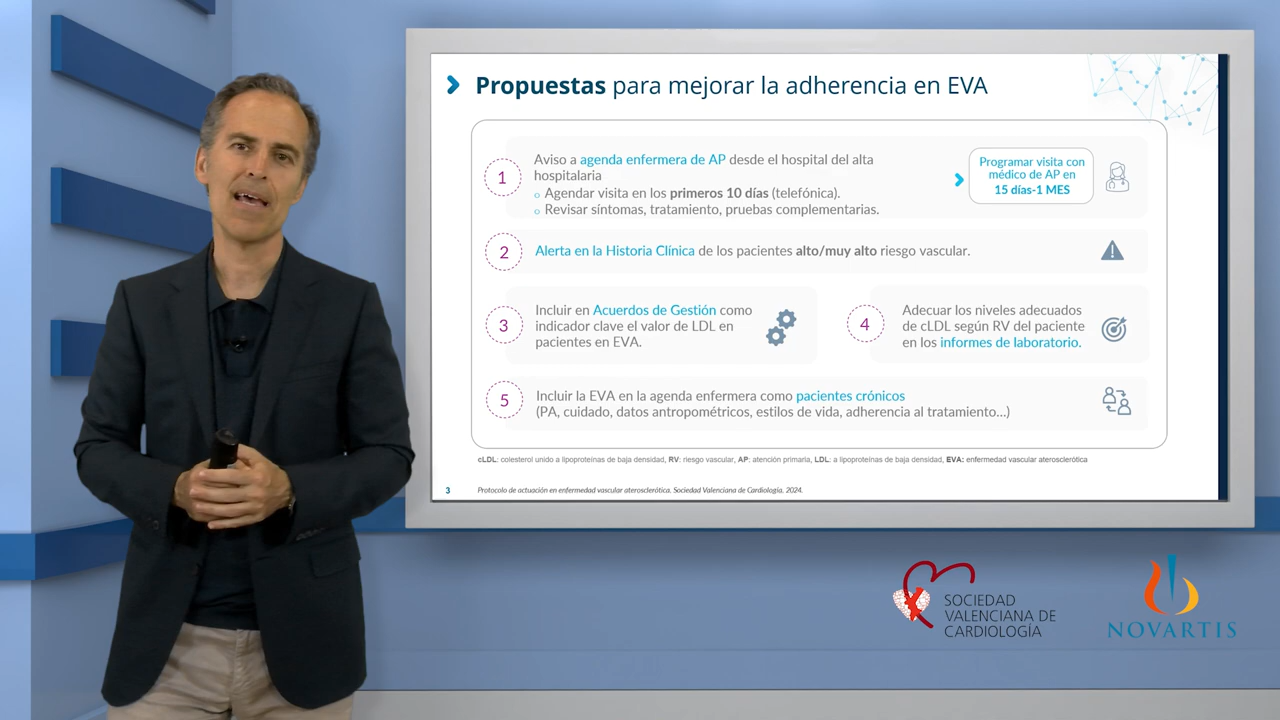 Propuestas para mejorar la adherencia en EVA
1
Aviso a agenda enfermera de AP desde el hospital del alta
hospitalaria
o Agendar visita en los primeros 10 días (telefónica).
o Revisar síntomas, tratamiento, pruebas complementarias.
Programar visita con
médico de AP en
15 días-1 MES
2
Alerta en la Historia Clínica de los pacientes alto/muy alto riesgo vascular.
3
Incluir en Acuerdos de Gestión como
indicador clave el valor de LDL en
pacientes en EVA.
4
Adecuar los niveles adecuados
de cLDL según RV del paciente
en los informes de laboratorio.
5
Incluir la EVA en la agenda enfermera como pacientes crónicos
(PA, cuidado, datos antropométricos, estilos de vida, adherencia al tratamiento...)
cLDL: colesterol unido a lipoproteínas de baja densidad, RV: riesgo vascular, AP: atención primaria, LDL: a lipoproteínas de baja densidad, EVA: enfermedad vascular aterosclerótica
3
Protocolo de actuación en enfermedad vascular aterosclerótica. Sociedad Valenciana de Cardiología, 2024.
SOCIEDAD
VALENCIANA DE
CARDIOLOGÍA
NOVARTIS